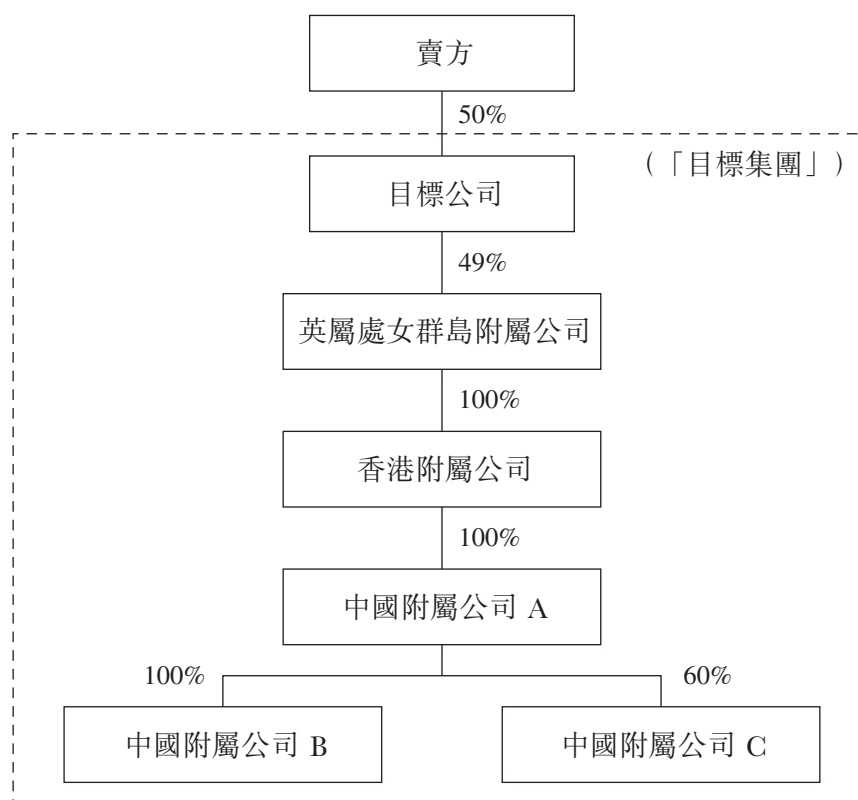 賣方
50%
(「目標集團」)
目標公司
49%
英屬處女群島附屬公司
100%
香港附屬公司
100%
中國附屬公司 A
100%
60%
中國附屬公司 B
中國附屬公司 C